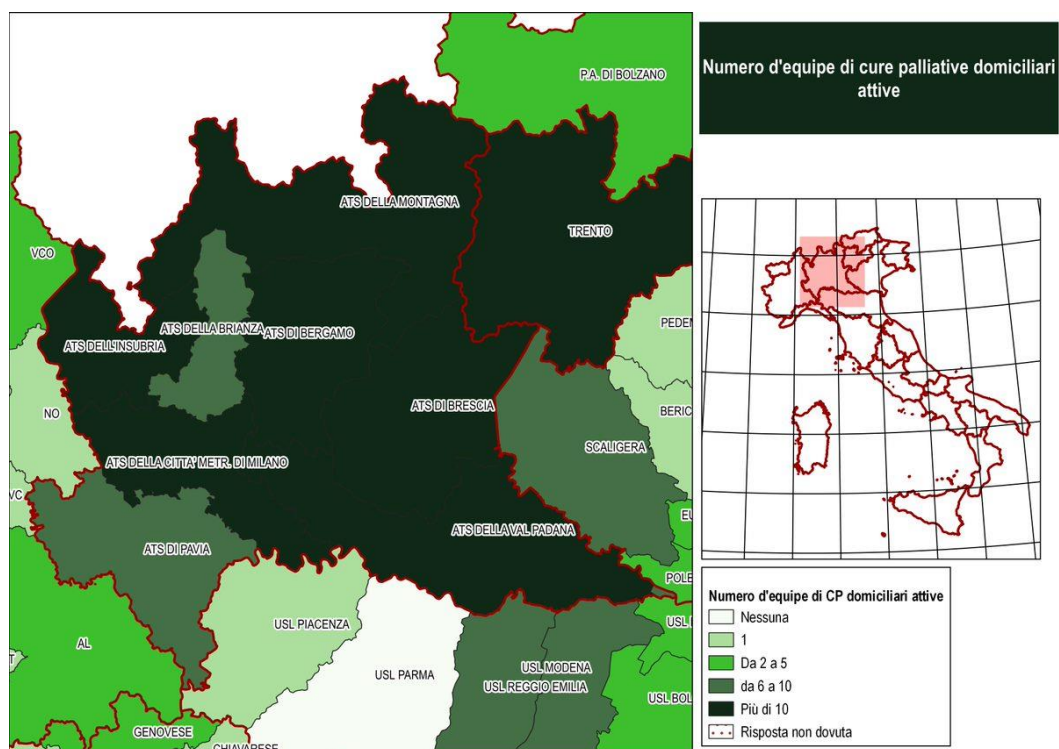 Numero d'equipe di cure palliative domiciliari
attive
P.A. DI BOLZANO
ATS DELLA MONTAGNA
TRENTO
VCO
ATS DELLA BRIANZA
ATS DI BERGAMO
ATS DELL'INSUBRIA
PEDEM
ATS DI BRESCIA
NO
BERIC
SCALIGERA
ATS DELLA CITTA' METR. DI MILANO
VC
EU
ATS DELLA VAL PADANA
ATS DI PAVIA
POLE
USL PIACENZA
AL
USL PARMA
USL MODENA
USL REGGIO EMILIA
USL BOL
GENOVESE
CHIAVARESE
Numero d'equipe di CP domiciliari attive
Nessuna
1
Da 2 a 5
da 6 a 10
Più di 10
Risposta non dovuta